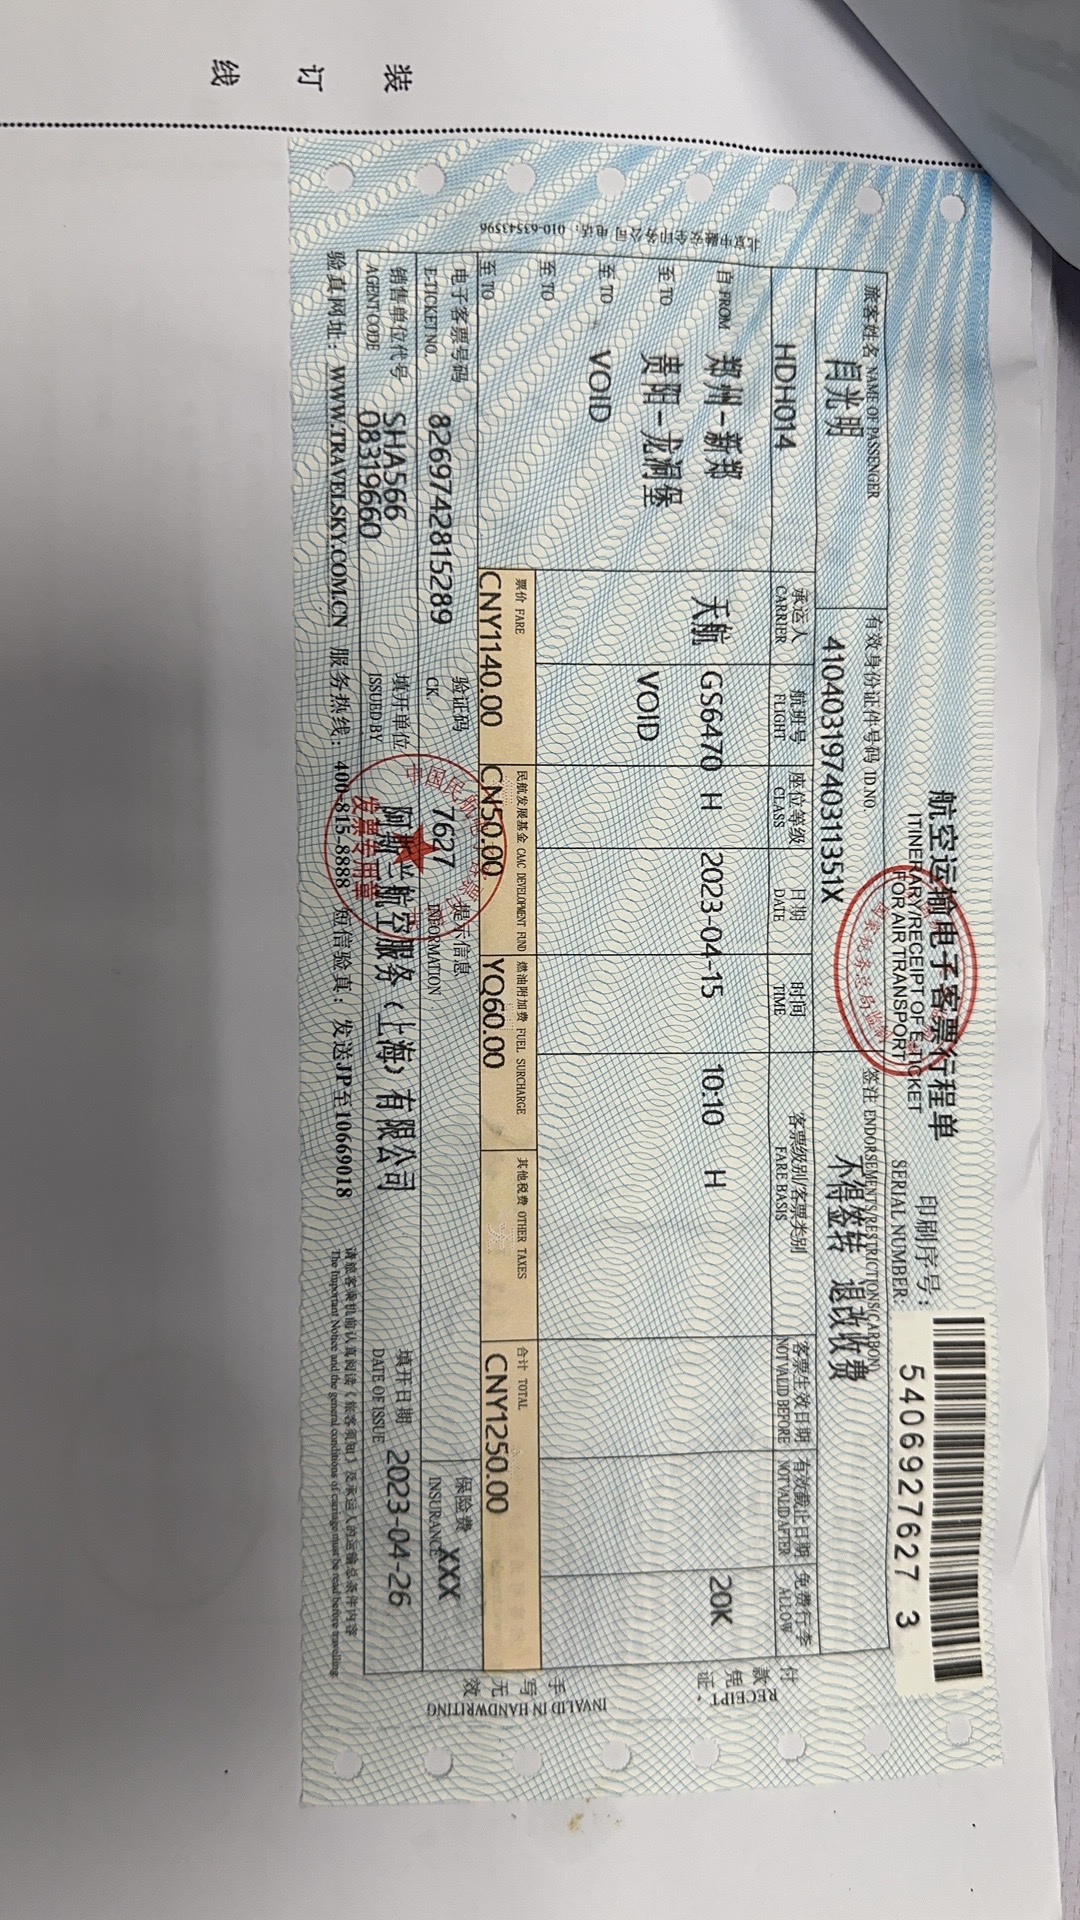 装 订 线
航空运输电子客票行程单
ITINERARY/RECEIPT OF E-TICKET
FOR AIR TRANSPORT
印刷序号:
SERIAL NUMBER:
5406927627 3
旅客姓名 NAME OF PASSENGER
闫光明
有效身份证件号码 ID.NO.
41040319740311351X
签注 ENDORSEMENTS/RESTRICTIONS(CARBON)
不得签转 退改收费
HDH014
承运人 CARRIER
航班号 FLIGHT
座位等级 CLASS
日期 DATE
时间 TIME
客票级别/客票类别 FARE BASIS
客票生效日期 NOT VALID BEFORE
有效截止日期 NOT VALID AFTER
免费行李 ALLOW
自 FROM 郑州-新郑 天航 GS6470 H 2023-04-15 10:10 H 20K
至 TO 贵阳-龙洞堡 VOID
至 TO VOID
至 TO
至 TO
票价 FARE
CNY1140.00
民航发展基金 CAAC DEVELOPMENT FUND
CN50.00
燃油附加费 FUEL SURCHARGE
YQ60.00
其他税费 OTHER TAXES
合计 TOTAL
CNY1250.00
电子客票号码
E-TICKET NO.
8269742815289
验证码
CK.
7627
提示信息
INFORMATION
保险费
INSURANCE
XXX
销售单位代号
AGENT CODE
SHA566
08319660
填开单位
ISSUED BY
阿斯兰航空服务(上海)有限公司
填开日期
DATE OF ISSUE
2023-04-26
验真网址: WWW.TRAVELSKY.COM.CN 服务热线: 400-815-8888 短信验真: 发送JP至10669018
请旅客乘机前认真阅读《旅客须知》及承运人的运输总条件内容
The Important Notice and the general conditions of carriage must be read before travelling
发票专用章
付款凭证
RECEIPT
手写无效
INVALID IN HANDWRITING
北京中融安全印务公司 电话: 010-63543596